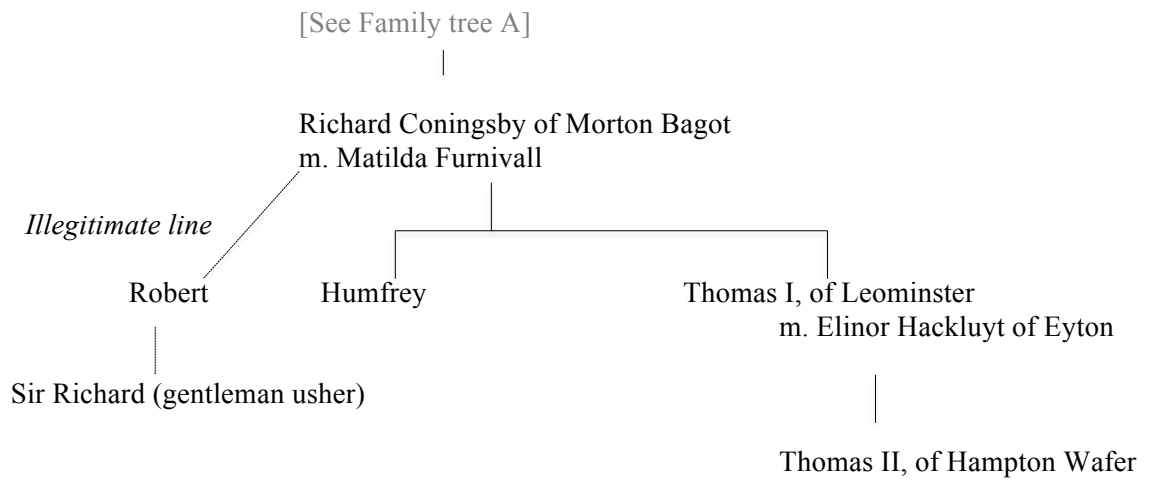 [See Family tree A]
Richard Coningsby of Morton Bagot
m. Matilda Furnivall
Illegitimate line
Robert
Humfrey
Thomas I, of Leominster
m. Elinor Hackluyt of Eyton
Sir Richard (gentleman usher)
Thomas II, of Hampton Wafer